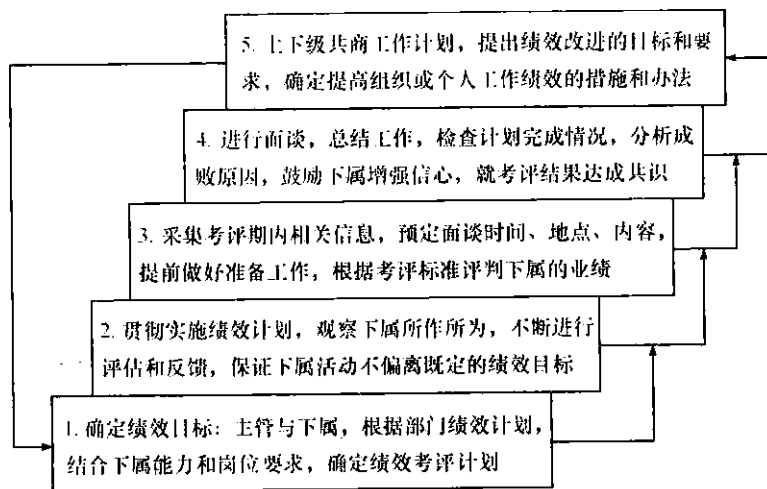 5. 上下级共商工作计划，提出绩效改进的目标和要
求，确定提高组织或个人工作绩效的措施和办法
4. 进行面谈，总结工作，检查计划完成情况，分析成
败原因，鼓励下属增强信心，就考评结果达成共识
3. 采集考评期内相关信息，预定面谈时间、地点、内容，
提前做好准备工作，根据考评标准评判下属的业绩
2. 贯彻实施绩效计划，观察下属所作所为，不断进行
评估和反馈，保证下属活动不偏离既定的绩效目标
1. 确定绩效目标：主管与下属，根据部门绩效计划，
结合下属能力和岗位要求，确定绩效考评计划